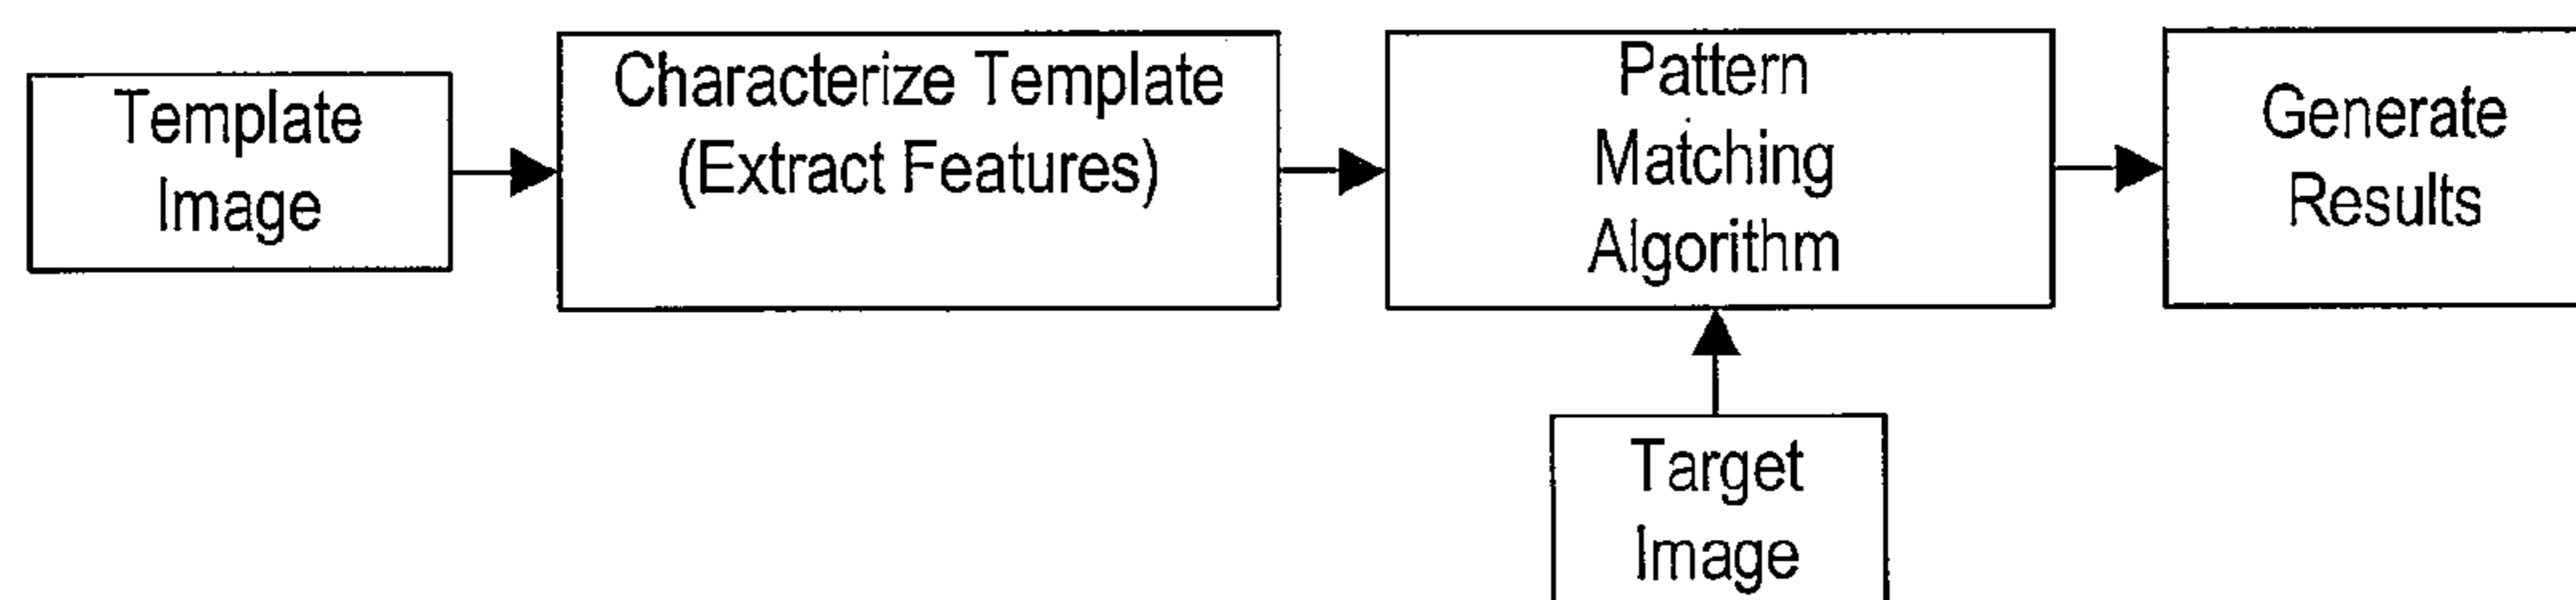 Template
Image
Characterize Template
(Extract Features)
Pattern
Matching
Algorithm
Generate
Results
Target
Image